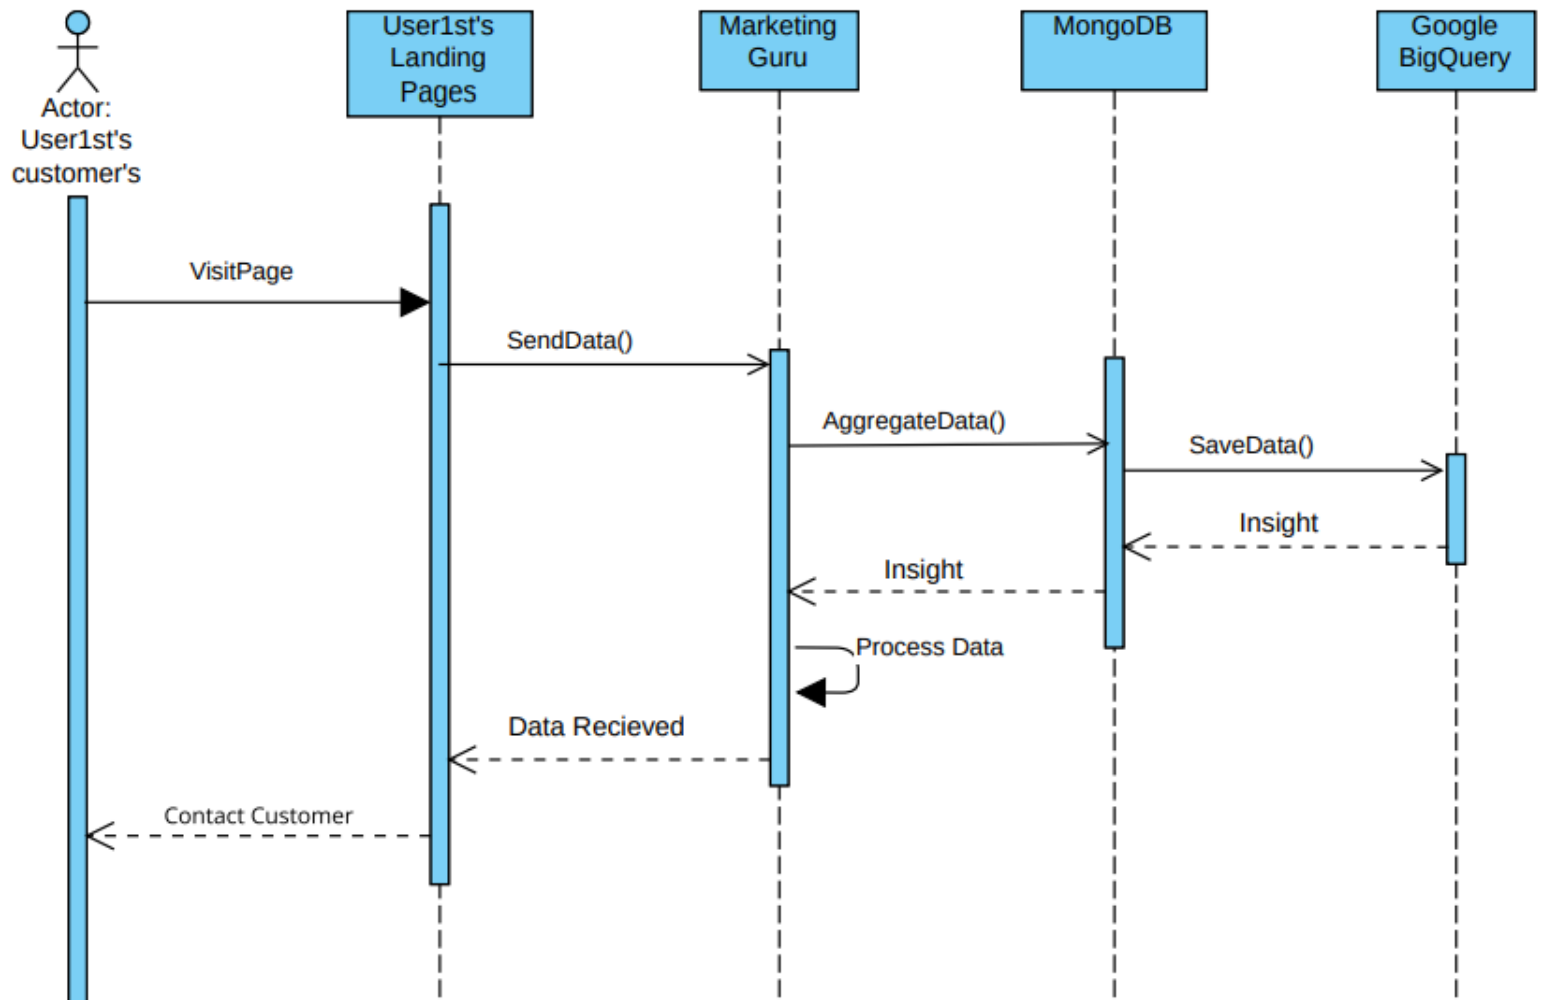 Actor:
User1st's
customer's
User1st's
Landing
Pages
Marketing
Guru
MongoDB
Google
BigQuery
VisitPage
SendData()
AggregateData()
SaveData()
Insight
Insight
Process Data
Data Recieved
Contact Customer